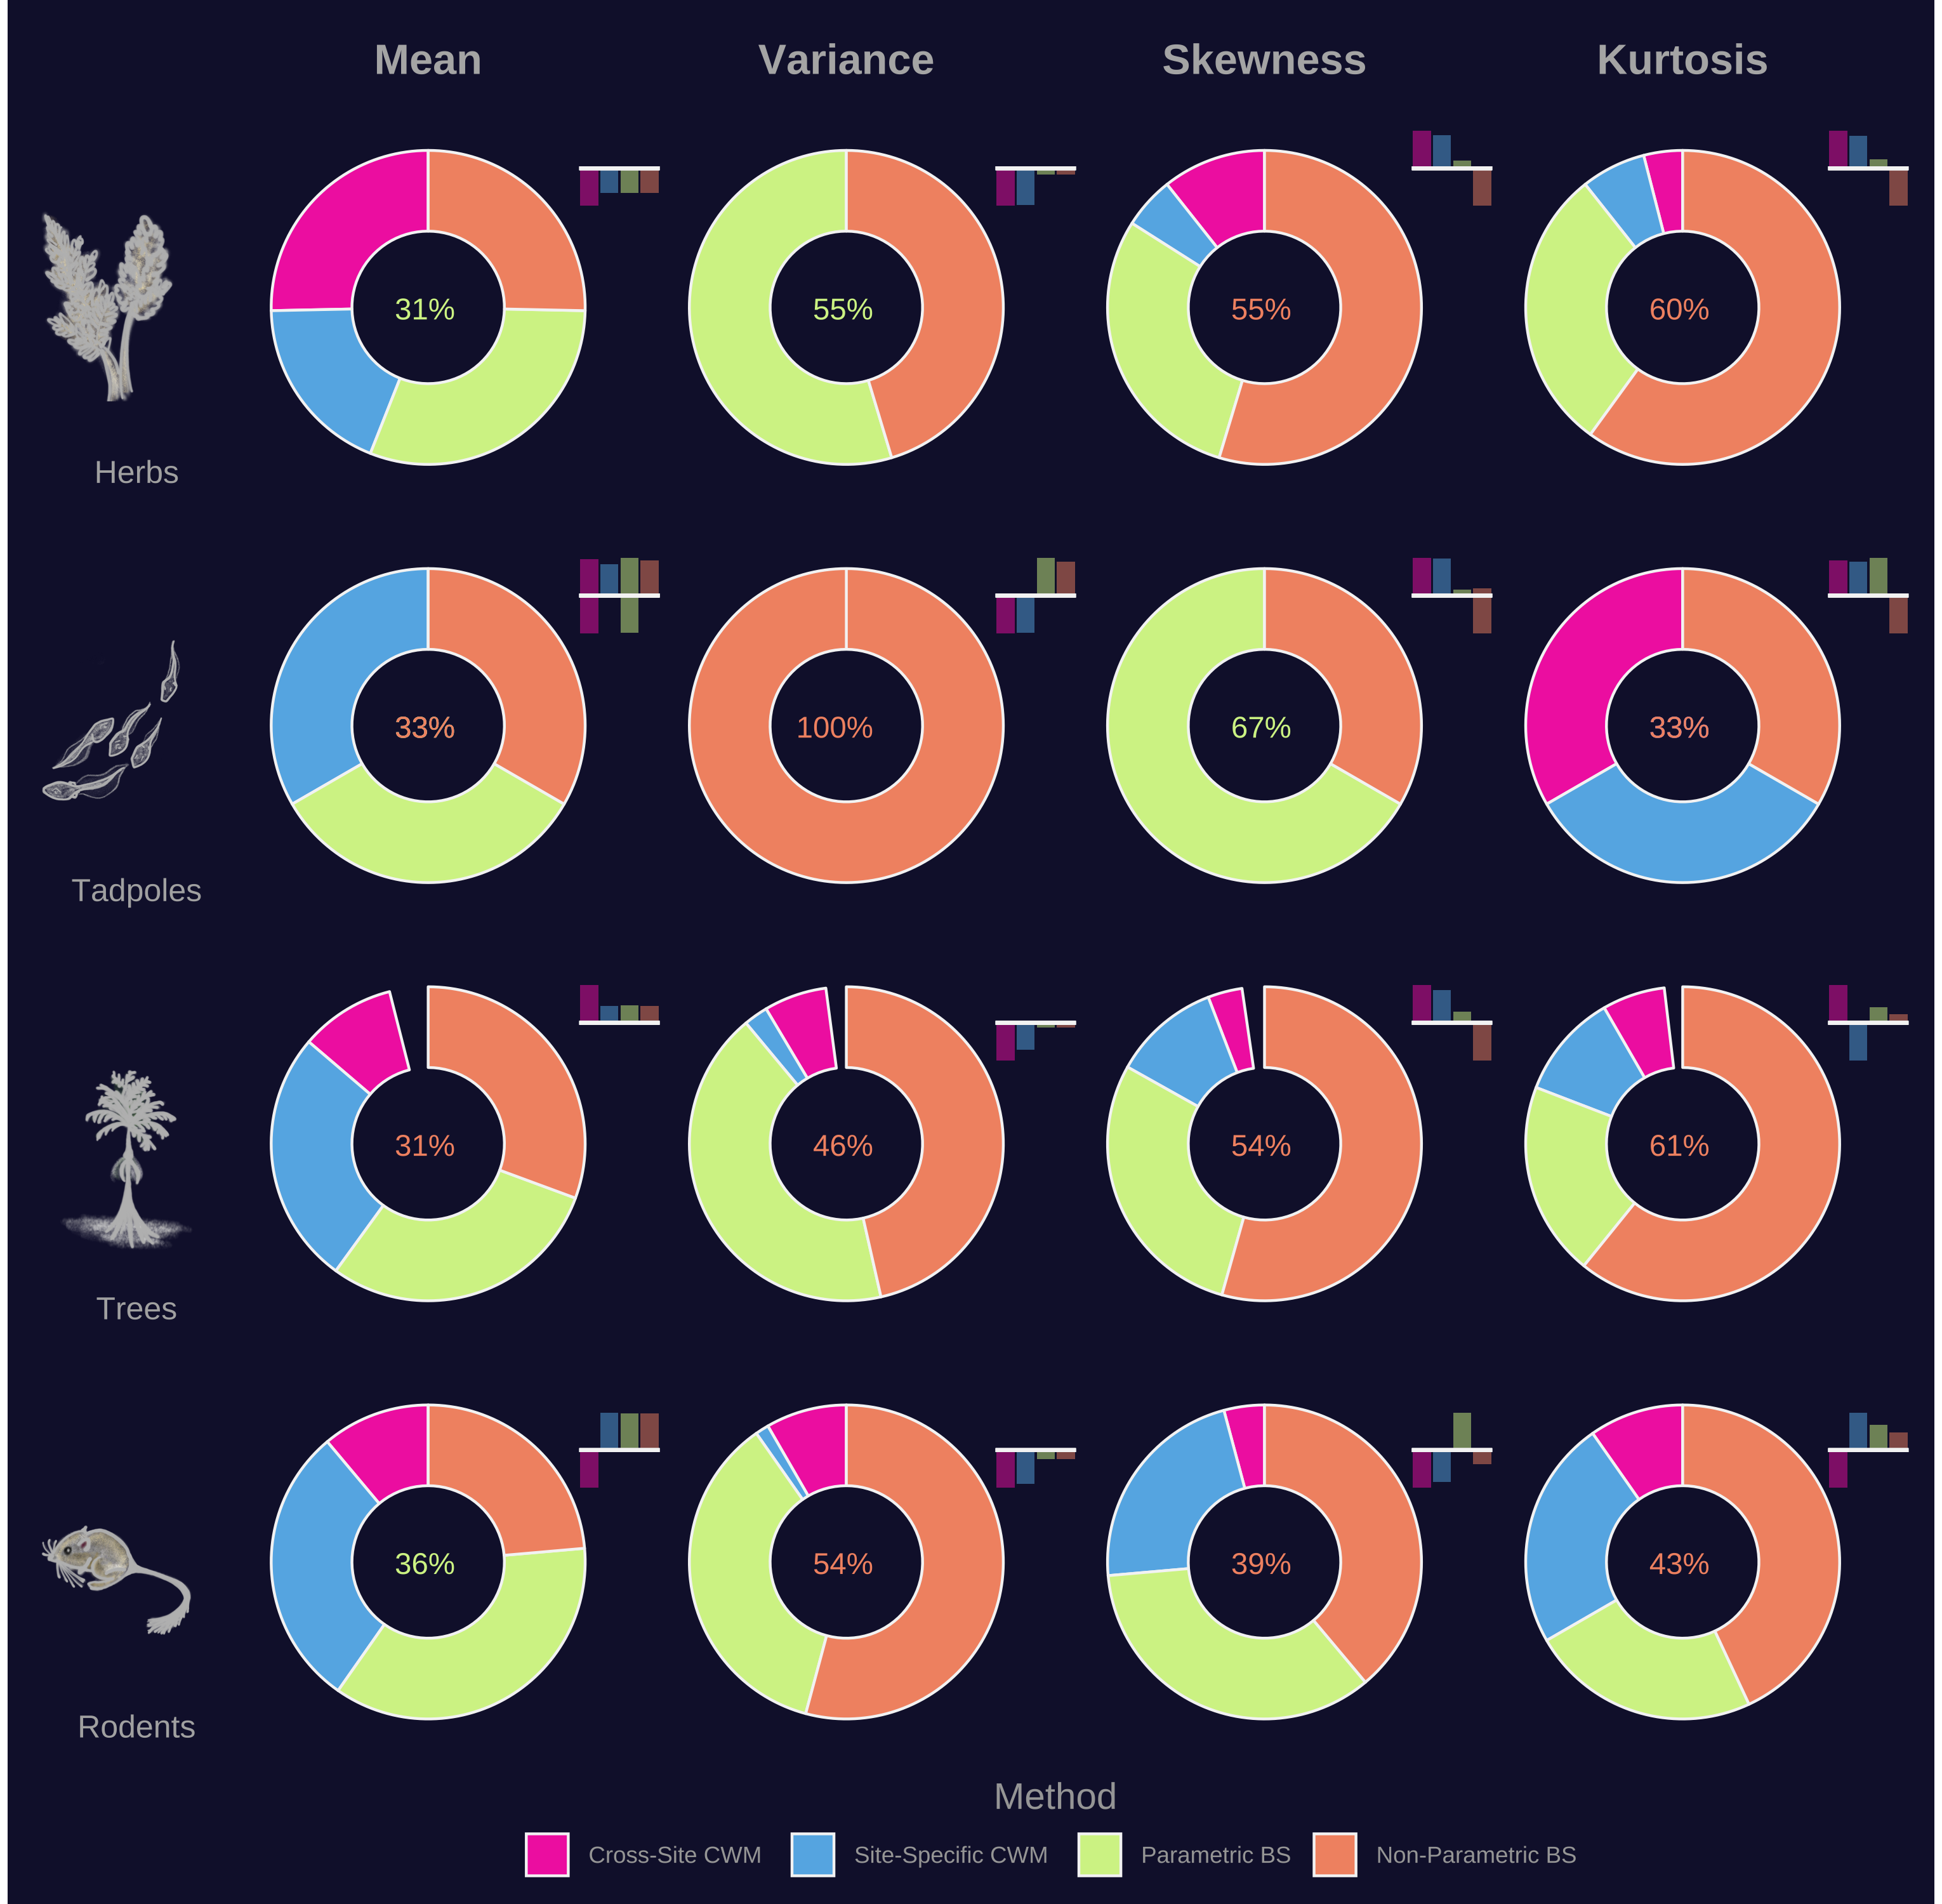 Mean Variance Skewness Kurtosis
31% 55% 55% 60%
Herbs
33% 100% 67% 33%
Tadpoles
31% 46% 54% 61%
Trees
36% 54% 39% 43%
Rodents
Method
Cross-Site CWM Site-Specific CWM Parametric BS Non-Parametric BS